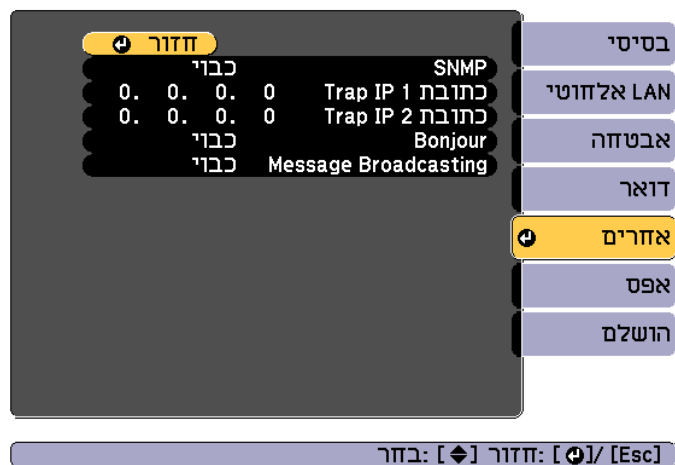 חזור
SNMP כבוי
כתובת Trap IP 1 0. 0. 0. 0
כתובת Trap IP 2 0. 0. 0. 0
Bonjour כבוי
Message Broadcasting כבוי
בסיסי
LAN אלחוטי
אבטחה
דואר
אחרים
אפס
הושלם
[Esc] /[ ]: חזור [ ]: בחר